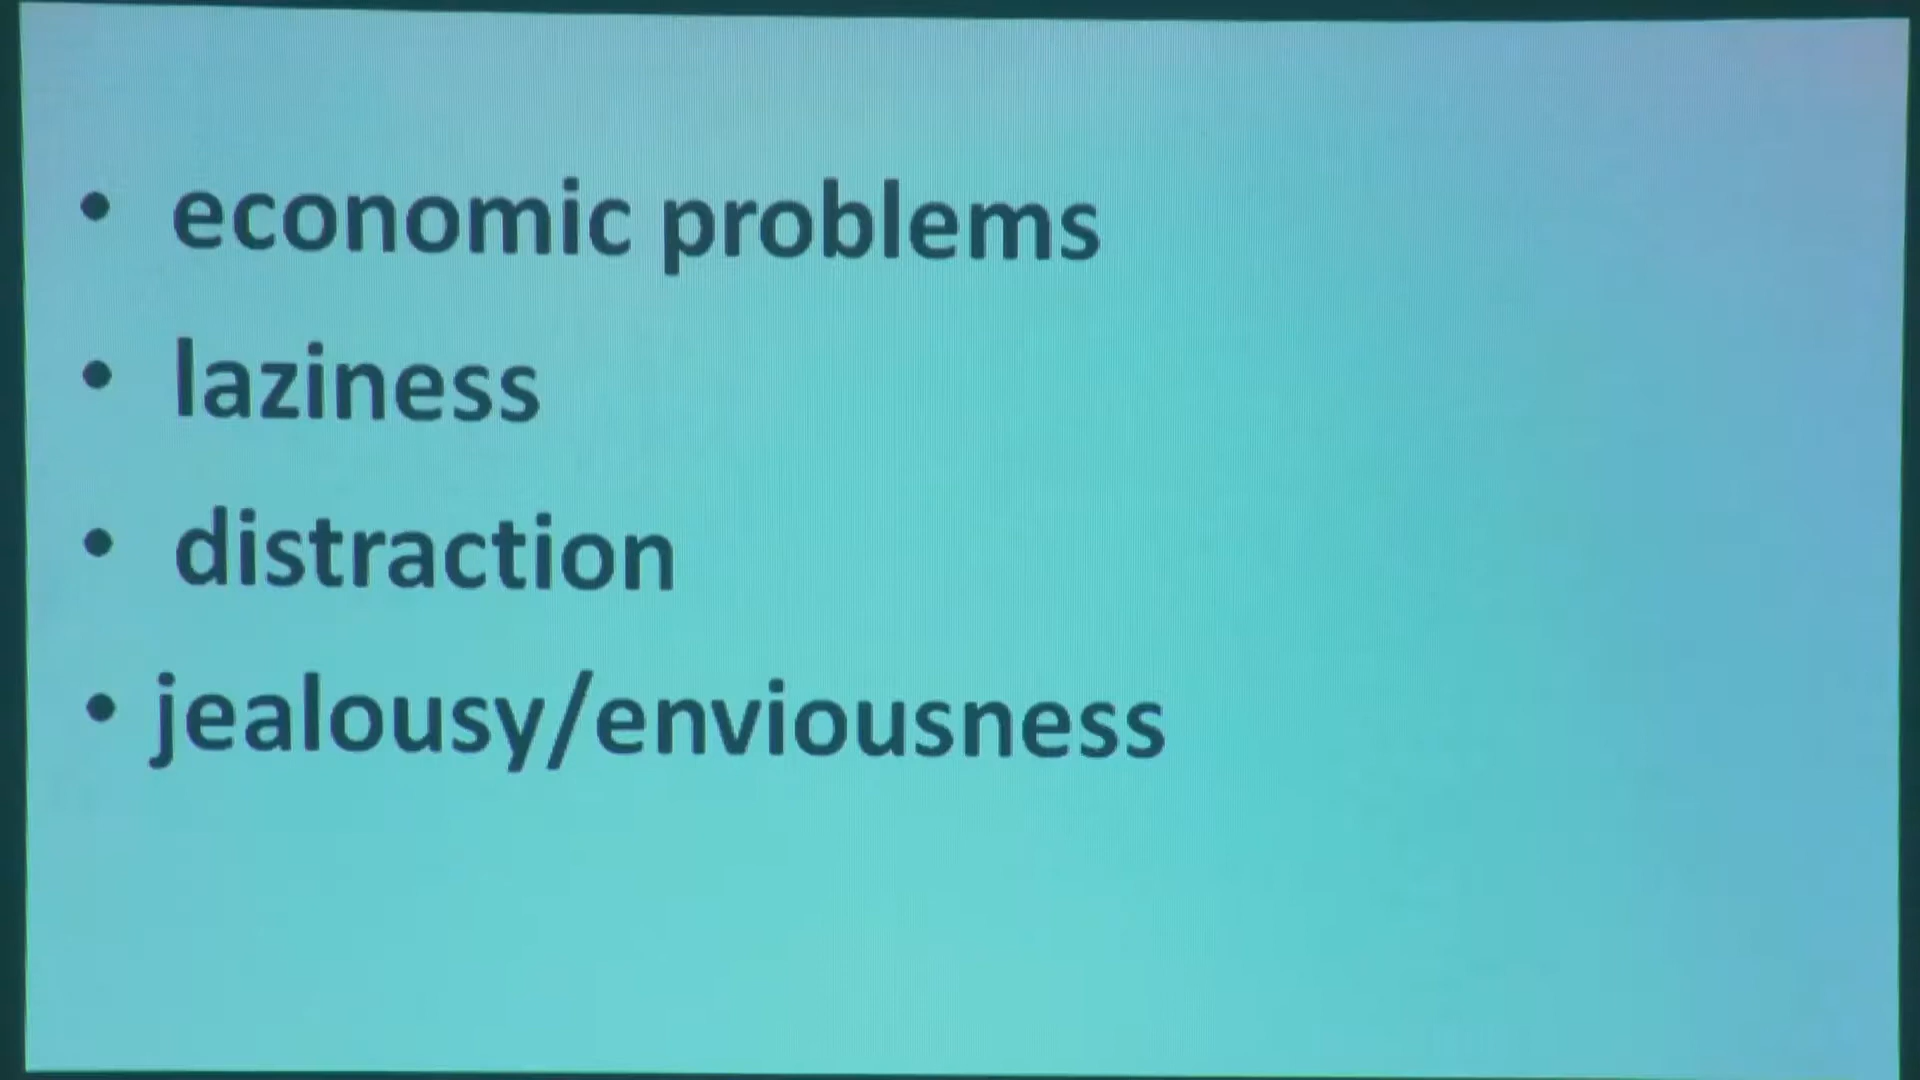 • economic problems
• laziness
• distraction
• jealousy/enviousness